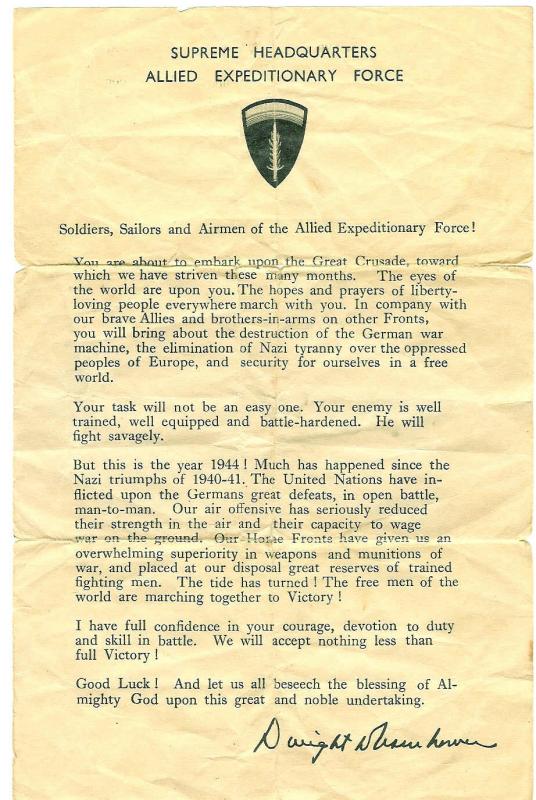 SUPREME HEADQUARTERS
ALLIED EXPEDITIONARY FORCE
Soldiers, Sailors and Airmen of the Allied Expeditionary Force!
You are about to embark upon the Great Crusade, toward
which we have striven these many months. The eyes of
the world are upon you. The hopes and prayers of liberty-
loving people everywhere march with you. In company with
our brave Allies and brothers-in-arms on other Fronts,
you will bring about the destruction of the German war
machine, the elimination of Nazi tyranny over the oppressed
peoples of Europe, and security for ourselves in a free
world.
Your task will not be an easy one. Your enemy is well
trained, well equipped and battle-hardened. He will
fight savagely.
But this is the year 1944! Much has happened since the
Nazi triumphs of 1940-41. The United Nations have in-
flicted upon the Germans great defeats, in open battle,
man-to-man. Our air offensive has seriously reduced
their strength in the air and their capacity to wage
war on the ground. Our Home Fronts have given us an
overwhelming superiority in weapons and munitions of
war, and placed at our disposal great reserves of trained
fighting men. The tide has turned! The free men of the
world are marching together to Victory!
I have full confidence in your courage, devotion to duty
and skill in battle. We will accept nothing less than
full Victory!
Good Luck! And let us all beseech the blessing of Al-
mighty God upon this great and noble undertaking.
Dwight D Eisenhower